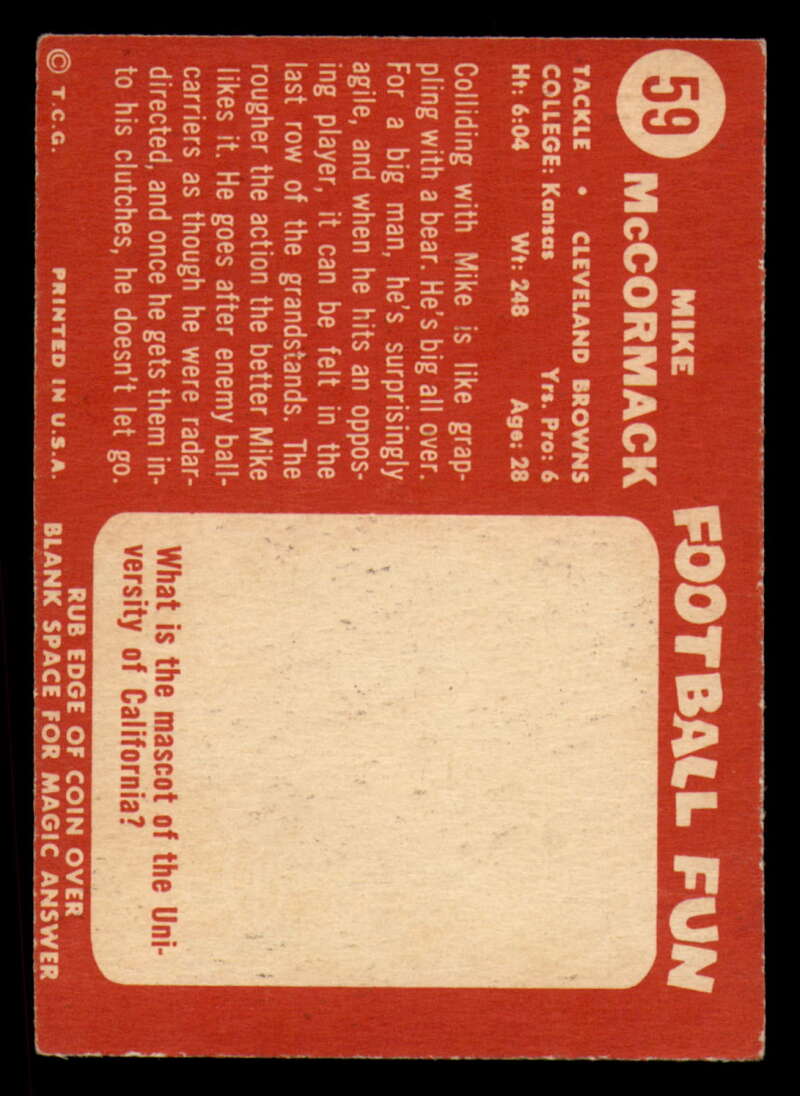 59
MIKE
McCORMACK
TACKLE • CLEVELAND BROWNS
COLLEGE: Kansas Yrs. Pro: 6
Ht: 6:04 Wt: 248 Age: 28
Colliding with Mike is like grap-
pling with a bear. He's big all over.
For a big man, he's surprisingly
agile, and when he hits an oppos-
ing player, it can be felt in the
last row of the grandstands. The
rougher the action the better Mike
likes it. He goes after enemy ball-
carriers as though he were radar-
directed, and once he gets them in-
to his clutches, he doesn't let go.
© T.C.G. PRINTED IN U.S.A.
FOOTBALL FUN
What is the mascot of the Uni-
versity of California?
RUB EDGE OF COIN OVER
BLANK SPACE FOR MAGIC ANSWER